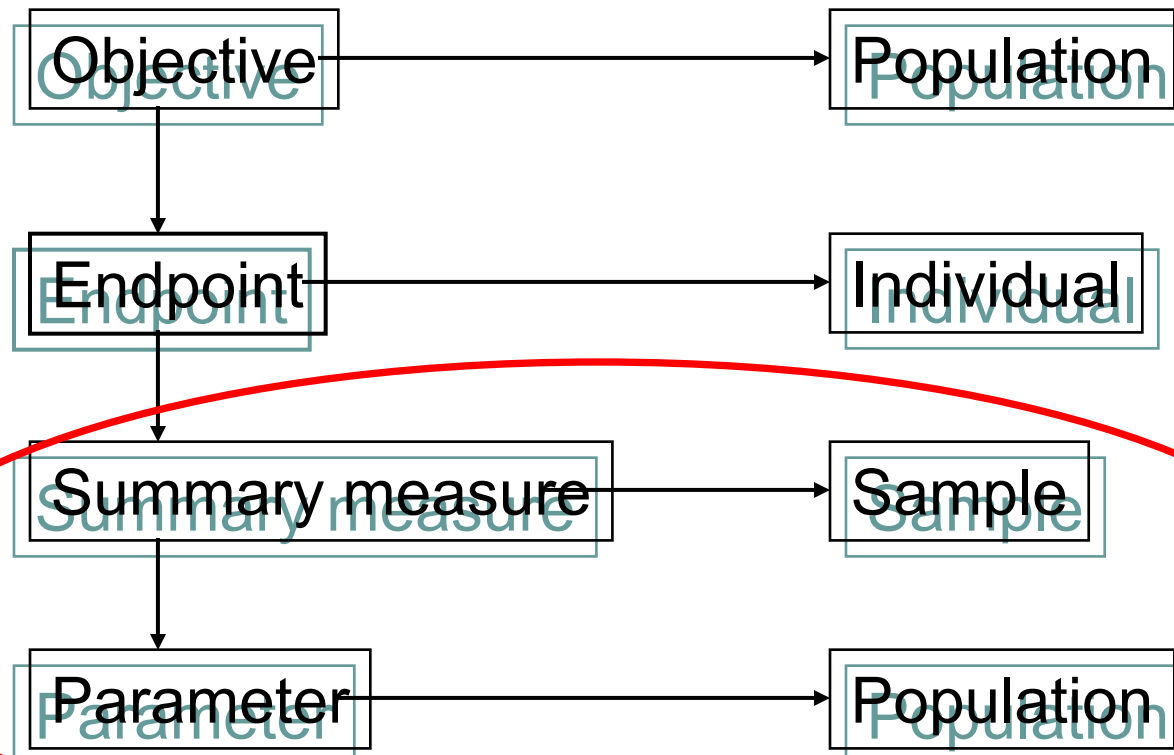 Objective Population
Endpoint Individual
Summary measure Sample
Parameter Population